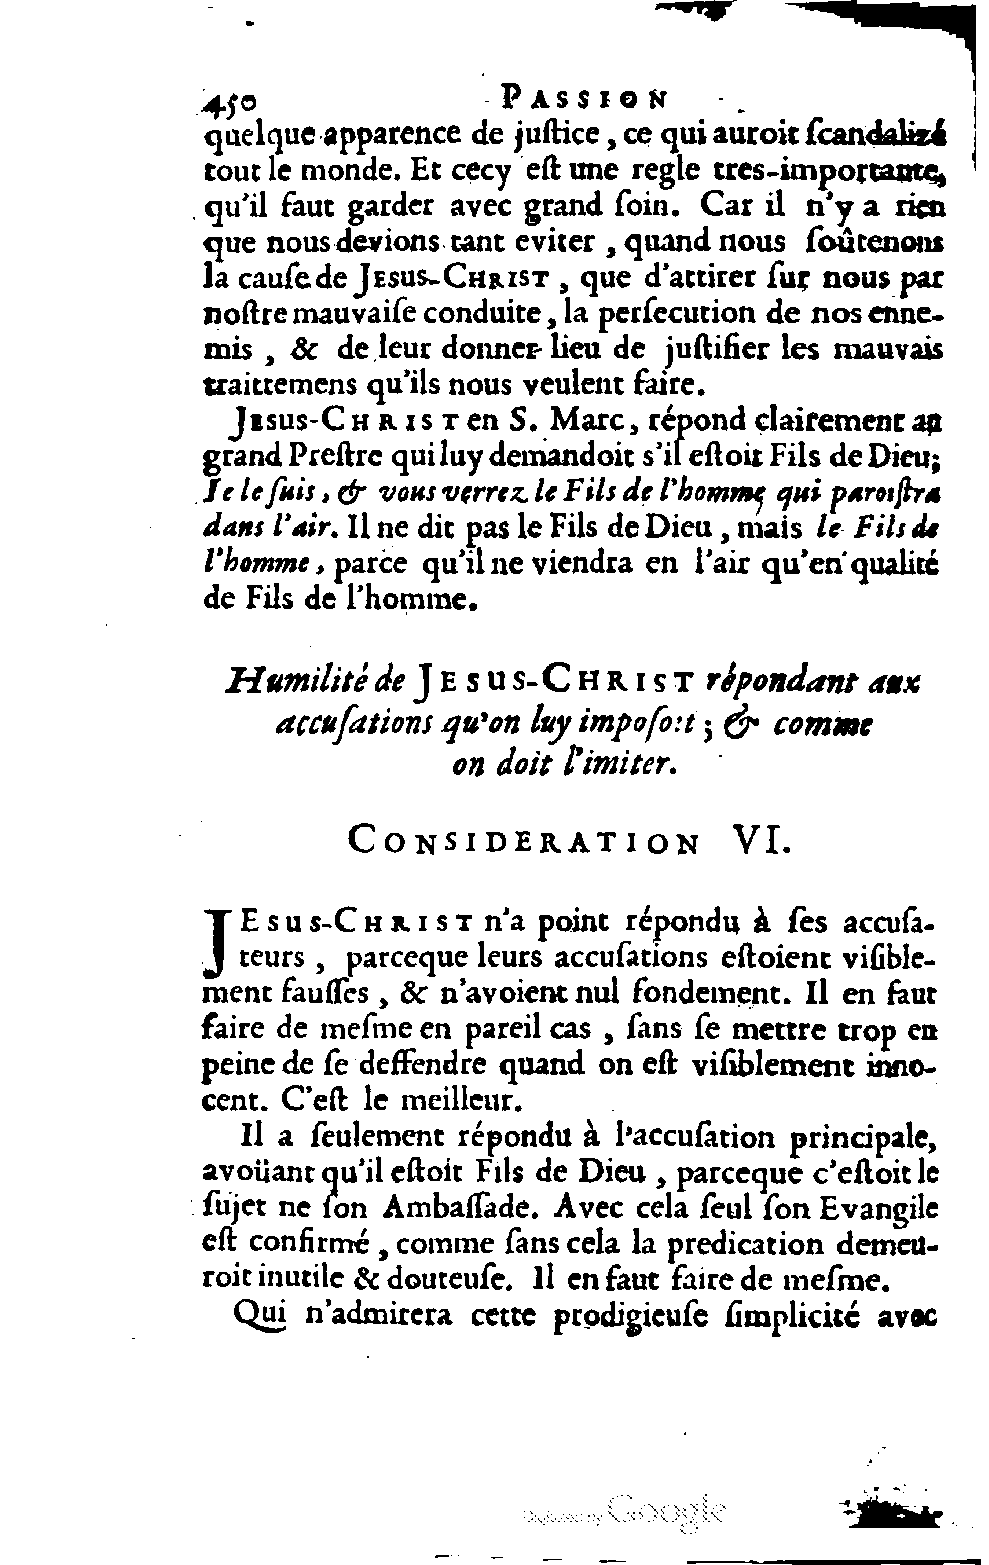 450 PASSION
quelque apparence de juſtice, ce qui auroit ſcandalizé
tout le monde. Et cecy eſt une regle tres-importante,
qu'il faut garder avec grand ſoin. Car il n'y a rien
que nous devions tant eviter, quand nous ſoûtenons
la cauſe de JESUS-CHRIST, que d'attirer ſur nous par
noſtre mauvaiſe conduite, la perſecution de nos enne-
mis, & de leur donner lieu de juſtifier les mauvais
traittemens qu'ils nous veulent faire.
JESUS-CHRIST en S. Marc, répond clairement au
grand Preſtre qui luy demandoit s'il eſtoit Fils de Dieu;
Je le ſuis, & vous verrez le Fils de l'homme qui paroiſtra
dans l'air. Il ne dit pas le Fils de Dieu, mais le Fils de
l'homme, parce qu'il ne viendra en l'air qu'en qualité
de Fils de l'homme.
Humilité de JESUS-CHRIST répondant aux
accuſations qu'on luy impoſo:t; & comme
on doit l'imiter.
CONSIDERATION VI.
JESUS-CHRIST n'a point répondu à ſes accuſa-
teurs, parceque leurs accuſations eſtoient viſible-
ment fauſſes, & n'avoient nul fondement. Il en faut
faire de meſme en pareil cas, ſans ſe mettre trop en
peine de ſe deffendre quand on eſt viſiblement inno-
cent. C'eſt le meilleur.
Il a ſeulement répondu à l'accuſation principale,
avoüant qu'il eſtoit Fils de Dieu, parceque c'eſtoit le
ſujet ne ſon Ambaſſade. Avec cela ſeul ſon Evangile
eſt confirmé, comme ſans cela la predication demeu-
roit inutile & douteuſe. Il en faut faire de meſme.
Qui n'admirera cette prodigieuſe ſimplicité avec
Digitized by Google